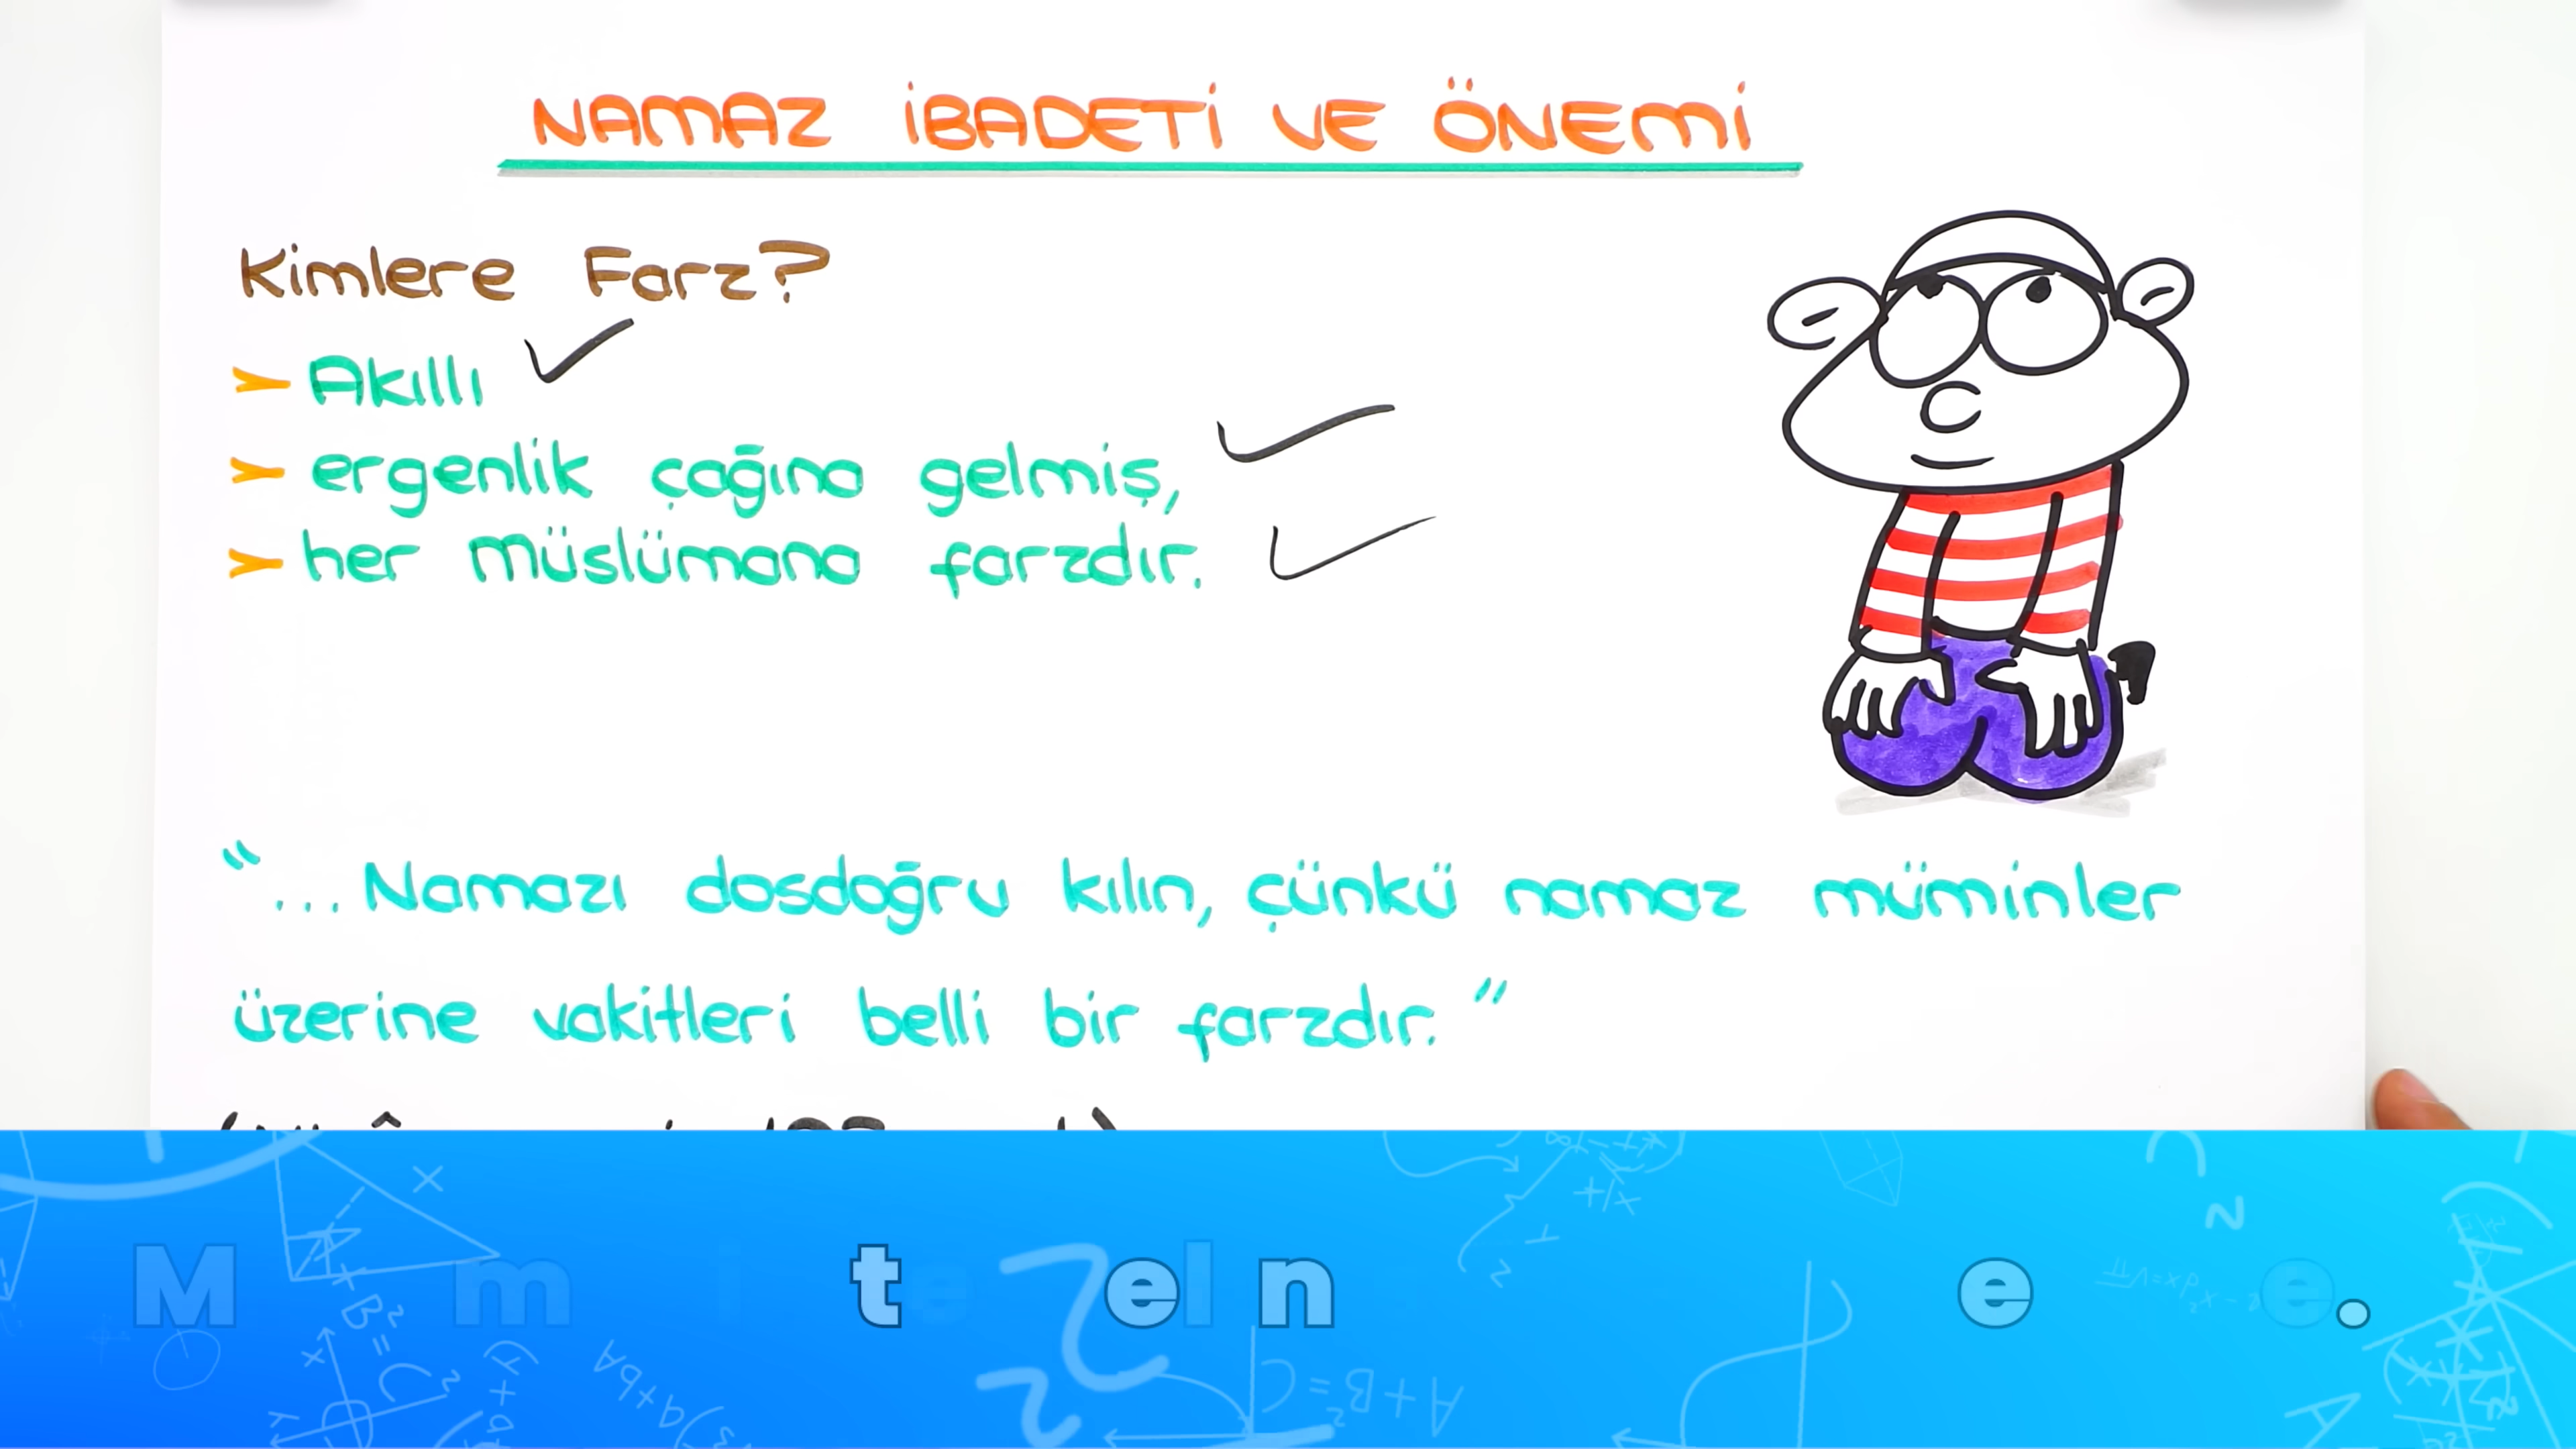 NAMAZ İBADETİ VE ÖNEMİ
Kimlere Farz?
➤ Akıllı ✓
➤ ergenlik çağına gelmiş, ✓
➤ her Müslümana farzdır. ✓
"...Namazı dosdoğru kılın, çünkü namaz müminler
üzerine vakitleri belli bir farzdır."